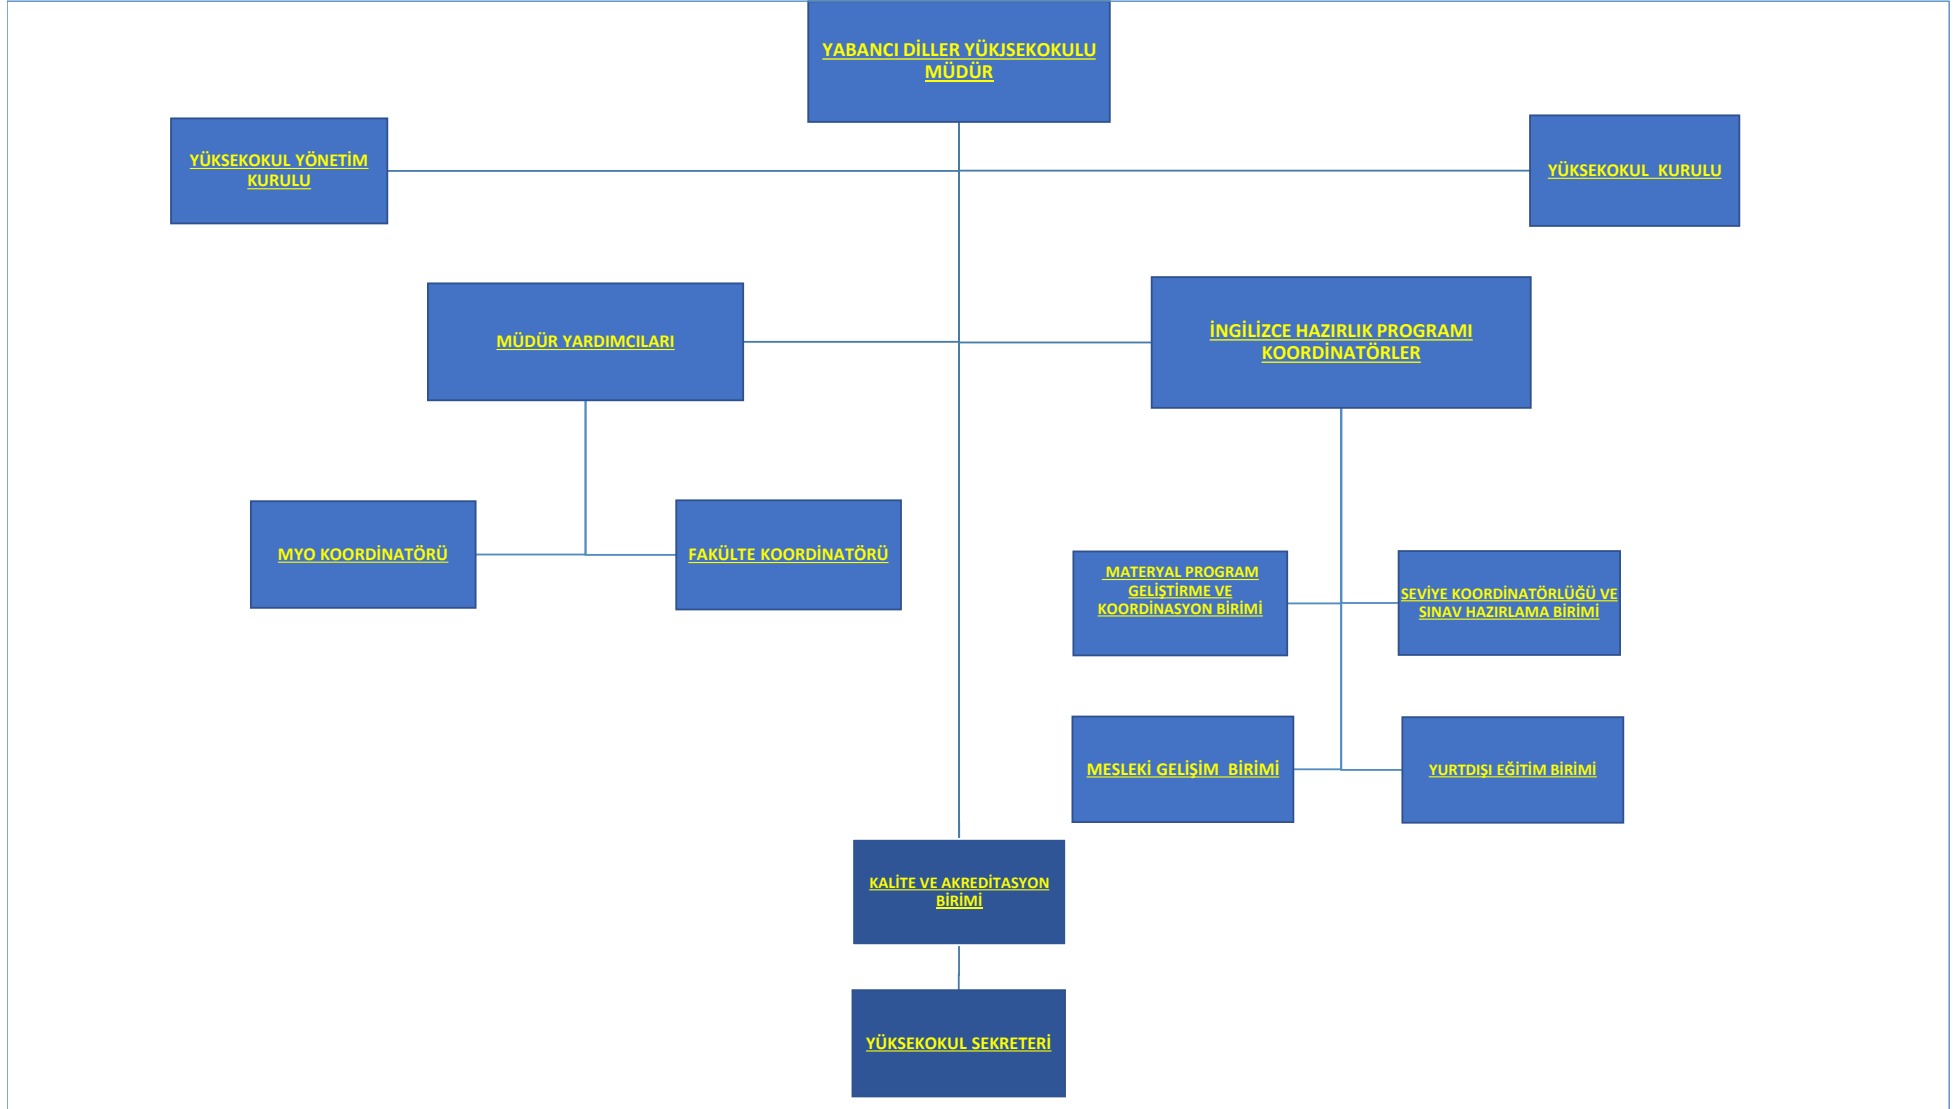 YABANCI DİLLER YÜKJSEKOKULU
MÜDÜR
YÜKSEKOKUL YÖNETİM
KURULU
YÜKSEKOKUL KURULU
MÜDÜR YARDIMCILARI
İNGİLİZCE HAZIRLIK PROGRAMI
KOORDİNATÖRLER
MYO KOORDİNATÖRÜ
FAKÜLTE KOORDİNATÖRÜ
MATERYAL PROGRAM
GELİŞTİRME VE
KOORDİNASYON BİRİMİ
SEVİYE KOORDİNATÖRLÜĞÜ VE
SINAV HAZIRLAMA BİRİMİ
MESLEKİ GELİŞİM BİRİMİ
YURTDIŞI EĞİTİM BİRİMİ
KALİTE VE AKREDİTASYON
BİRİMİ
YÜKSEKOKUL SEKRETERİ